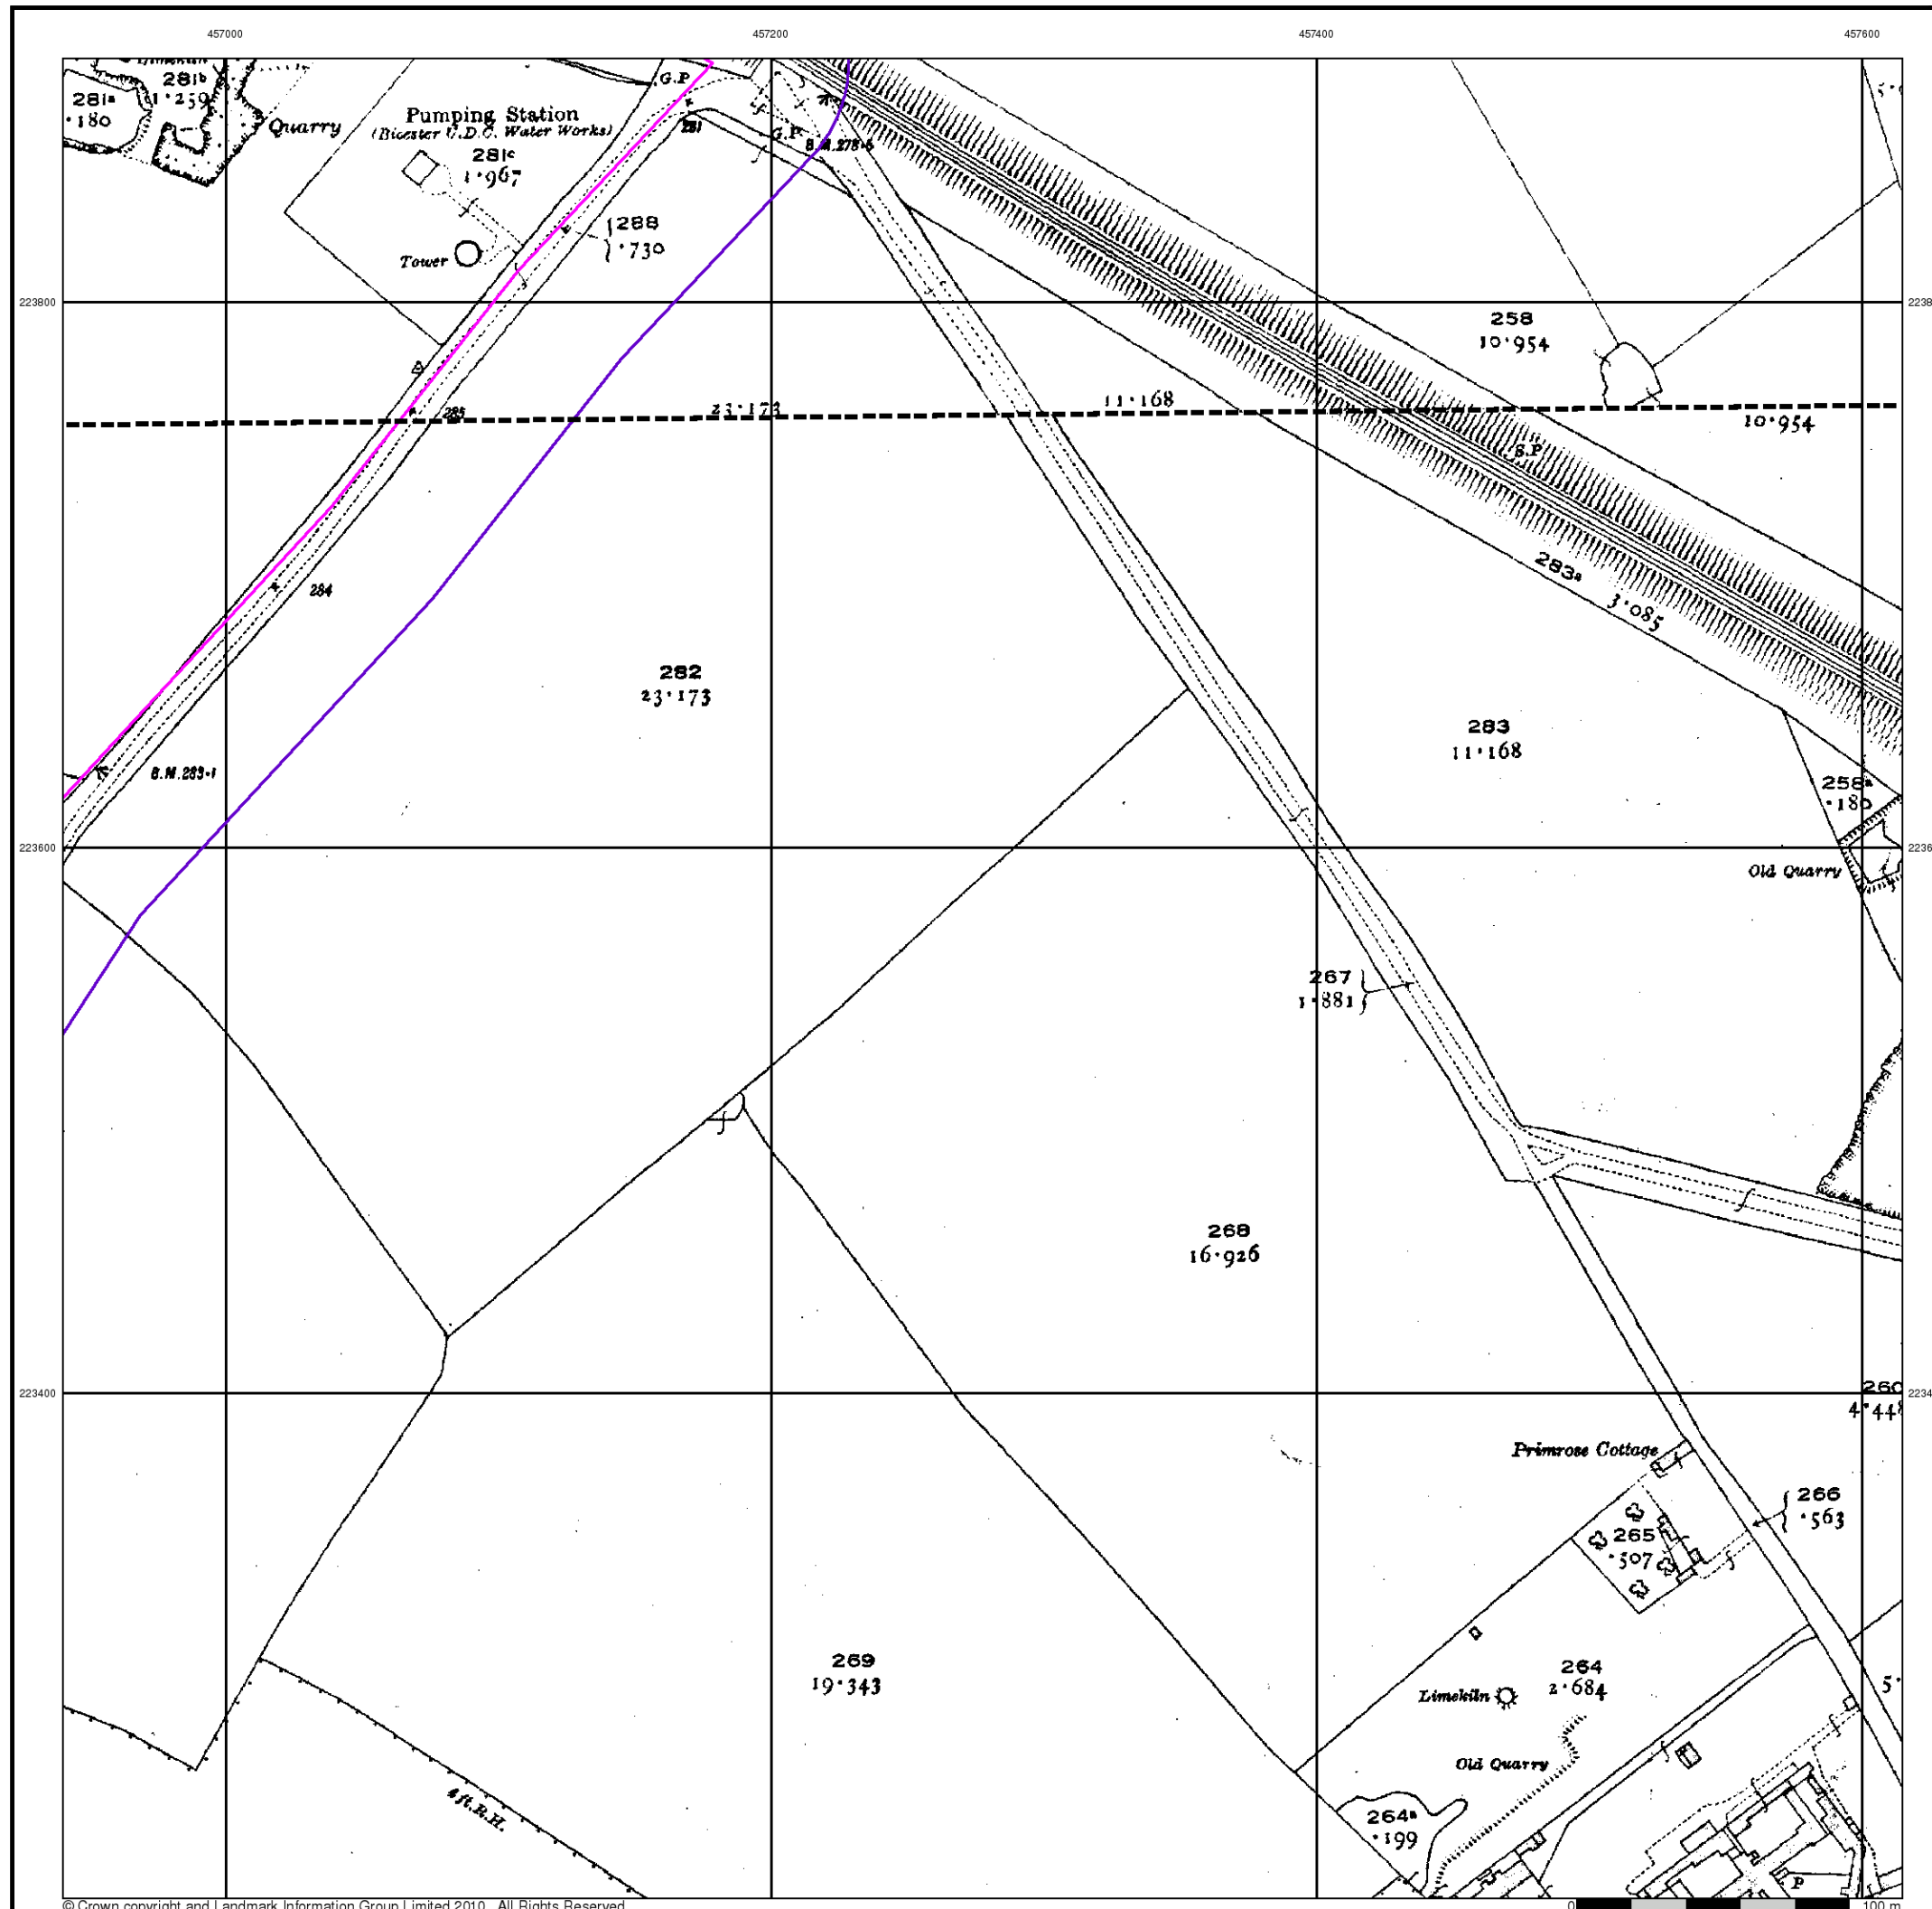 457000 457200 457400 457600
281ᵃ
·180
281ᵇ
1·259
Quarry
Pumping Station
(Bicester U.D.C. Water Works)
281ᶜ
1·967
Tower
G.P
281
G.P.
B.M.278·6
288
·730
223800
258
10·954
285
23·173
11·168
10·954
S.P
284
283ᵃ
3·085
282
23·173
283
11·168
B.M.283·1
258ᵃ
·180
Old Quarry
223600
267
1·881
268
16·926
223400
260
4·448
Primrose Cottage
266
·563
265
·507
269
19·343
264
2·684
Limekiln
Old Quarry
264ᵃ
·199
4ft.R.H.
P
© Crown copyright and Landmark Information Group Limited 2010. All Rights Reserved.
0 100 m